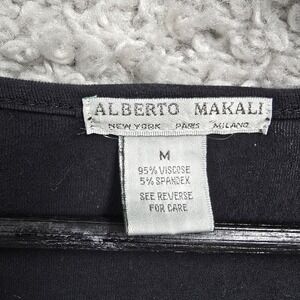 ALBERTO MAKALI
NEW YORK PARIS MILANO
M
95% VISCOSE
5% SPANDEX
SEE REVERSE
FOR CARE